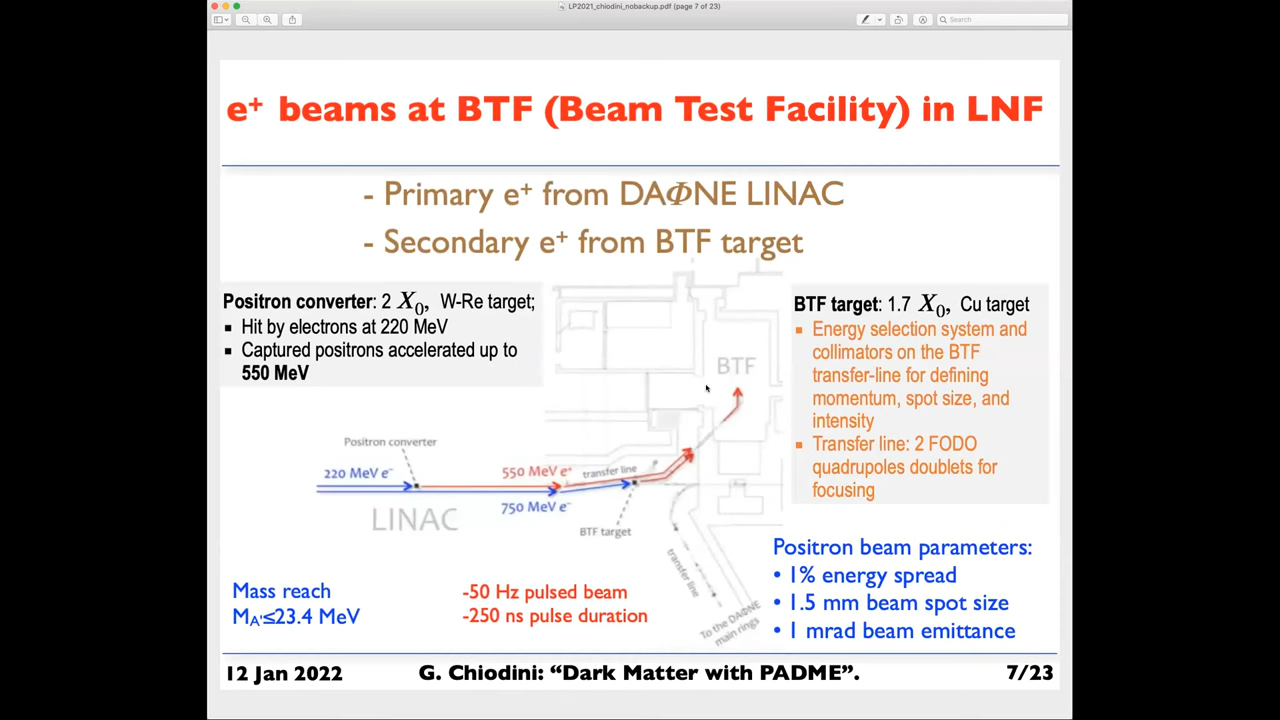 LP2021_chiodini_nobackup.pdf (page 7 of 23)
Search
e⁺ beams at BTF (Beam Test Facility) in LNF
- Primary e⁺ from DAΦNE LINAC
- Secondary e⁺ from BTF target
Positron converter: 2 X₀, W-Re target;
▪ Hit by electrons at 220 MeV
▪ Captured positrons accelerated up to
550 MeV
BTF target: 1.7 X₀, Cu target
▪ Energy selection system and
collimators on the BTF
transfer-line for defining
momentum, spot size, and
intensity
▪ Transfer line: 2 FODO
quadrupoles doublets for
focusing
BTF
Positron converter
220 MeV e⁻
550 MeV e⁺
transfer line
750 MeV e⁻
LINAC
BTF target
transfer line
To the DAΦNE
main rings
Mass reach
M_A'≤23.4 MeV
-50 Hz pulsed beam
-250 ns pulse duration
Positron beam parameters:
• 1% energy spread
• 1.5 mm beam spot size
• 1 mrad beam emittance
12 Jan 2022
G. Chiodini: “Dark Matter with PADME”.
7/23